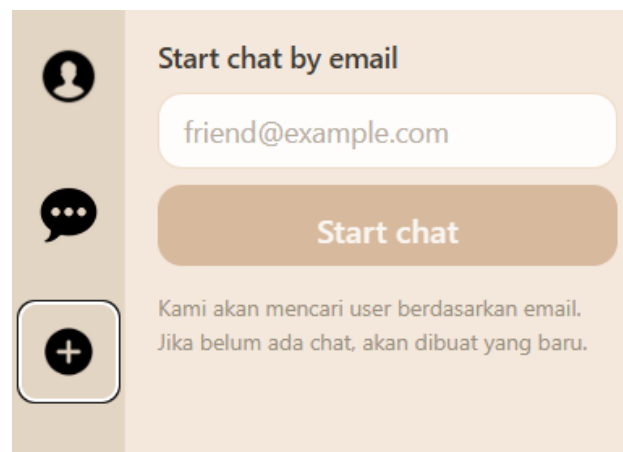 Start chat by email
friend@example.com
Start chat
Kami akan mencari user berdasarkan email.
Jika belum ada chat, akan dibuat yang baru.